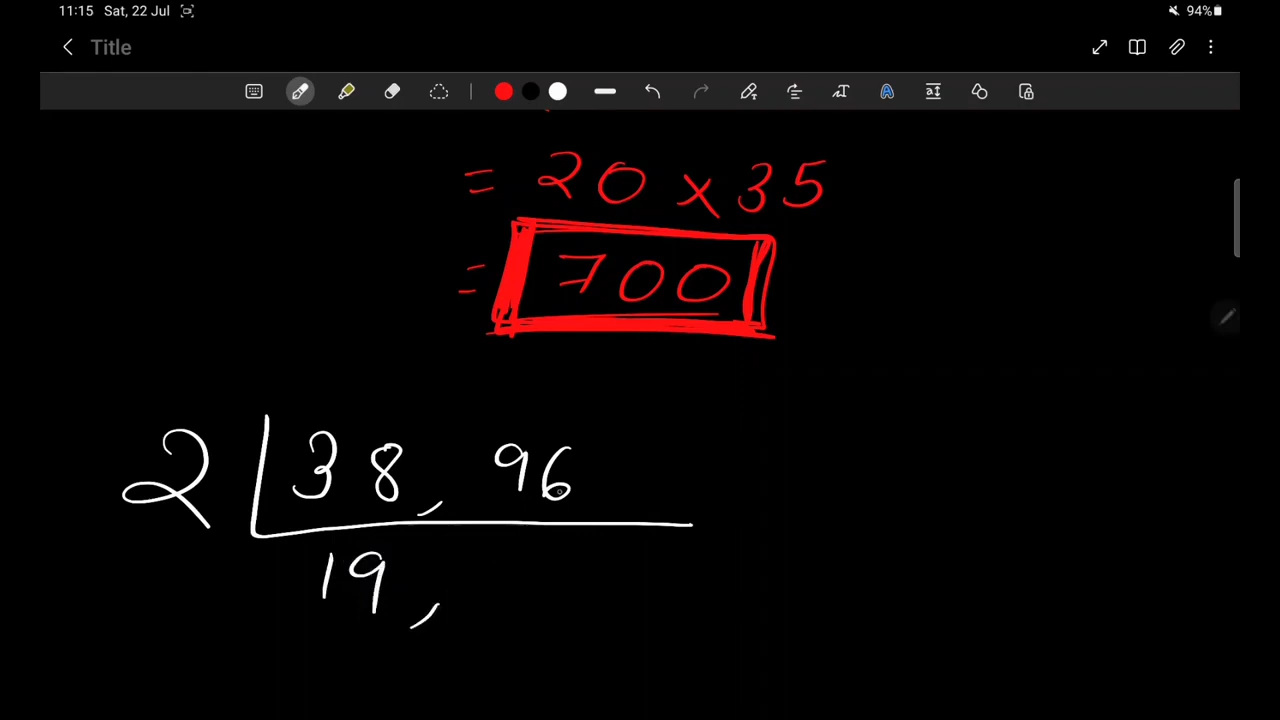 11:15 Sat, 22 Jul 94%
Title
= 20 x 35
= 700
2 38, 96
19,